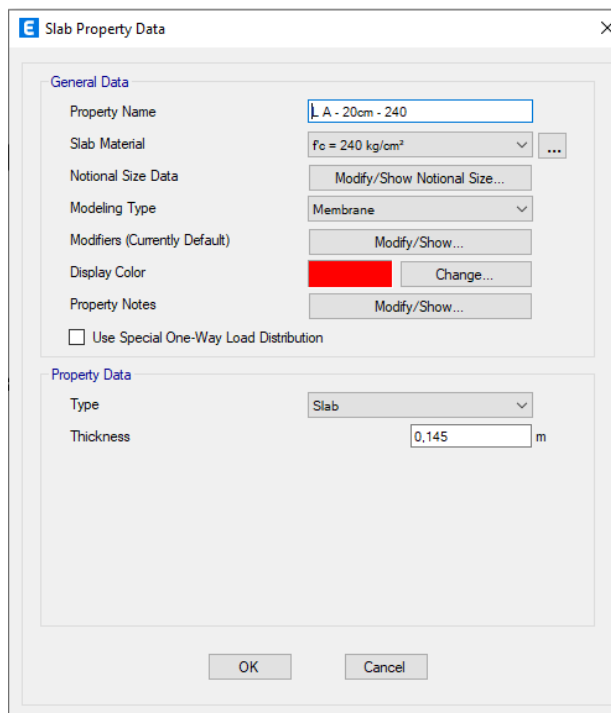 E Slab Property Data
General Data
Property Name L A - 20cm - 240
Slab Material f'c = 240 kg/cm² ...
Notional Size Data Modify/Show Notional Size...
Modeling Type Membrane
Modifiers (Currently Default) Modify/Show...
Display Color Change...
Property Notes Modify/Show...
Use Special One-Way Load Distribution
Property Data
Type Slab
Thickness 0,145 m
OK Cancel